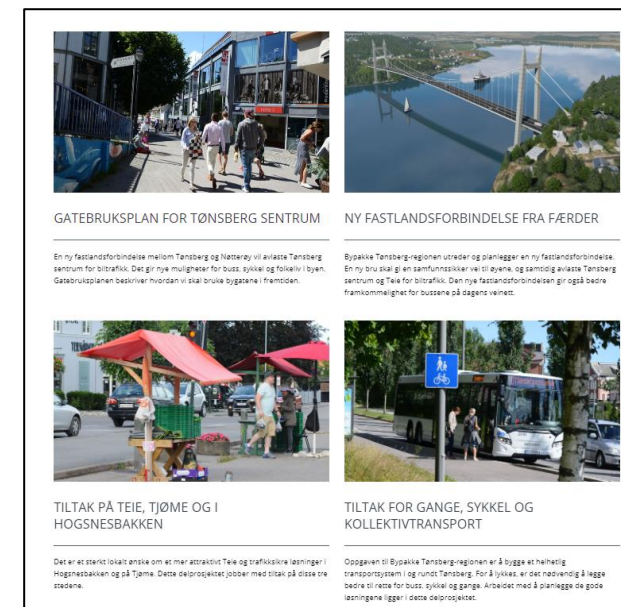 GATEBRUKSPLAN FOR TØNSBERG SENTRUM
En ny fastlandsforbindelse mellom Tønsberg og Nøtterøy vil avlaste Tønsberg
sentrum for biltrafikk. Det gir nye muligheter for buss, sykkel og folkeliv i byen.
Gatebruksplanen beskriver hvordan vi skal bruke bygatene i fremtiden.
NY FASTLANDSFORBINDELSE FRA FÆRDER
Bypakke Tønsberg-regionen utreder og planlegger en ny fastlandsforbindelse.
En ny bru skal gi en samfunnssikker vei til øyene, og samtidig avlaste Tønsberg
sentrum og Teie for biltrafikk. Den nye fastlandsforbindelsen gir også bedre
framkommelighet for bussene på dagens veinett.
TILTAK PÅ TEIE, TJØME OG I
HOGSNESBAKKEN
Det er et sterkt lokalt ønske om et mer attraktivt Teie og trafikksikre løsninger i
Hogsnesbakken og på Tjøme. Dette delprosjektet jobber med tiltak på disse tre
stedene.
TILTAK FOR GANGE, SYKKEL OG
KOLLEKTIVTRANSPORT
Oppgaven til Bypakke Tønsberg-regionen er å bygge et helhetlig
transportsystem i og rundt Tønsberg. For å lykkes, er det nødvendig å legge
bedre til rette for buss, sykkel og gange. Arbeidet med å planlegge de gode
løsningene ligger i dette delprosjektet.